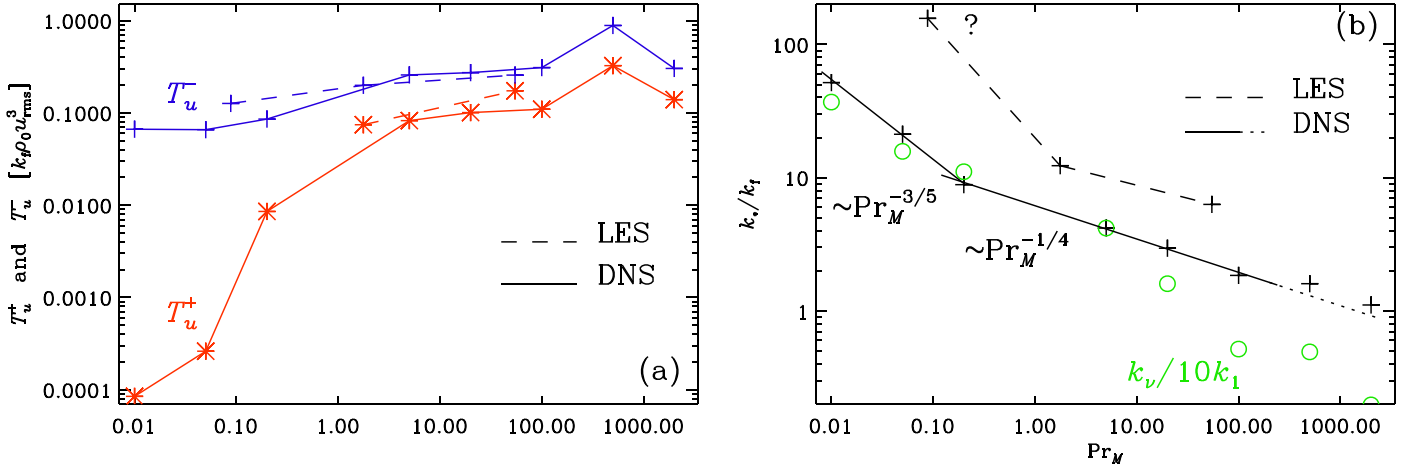 1.0000
0.1000
0.0100
0.0010
0.0001
T_u^+ and T_u^- [k_f ρ_0 u_rms^3]
T_u^-
T_u^+
LES
DNS
(a)
0.01 0.10 1.00 10.00 100.00 1000.00
100
10
1
k_*/k_f
?
(b)
LES
DNS
~Pr_M^{-3/5}
~Pr_M^{-1/4}
k_ν/10k_1
0.01 0.10 1.00 10.00 100.00 1000.00
Pr_M